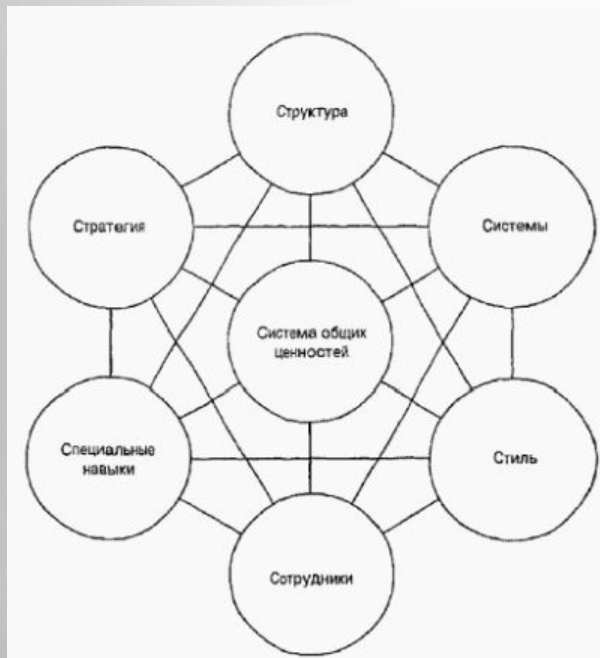 Структура
Стратегия
Системы
Система общих
ценностей
Специальные
навыки
Стиль
Сотрудники